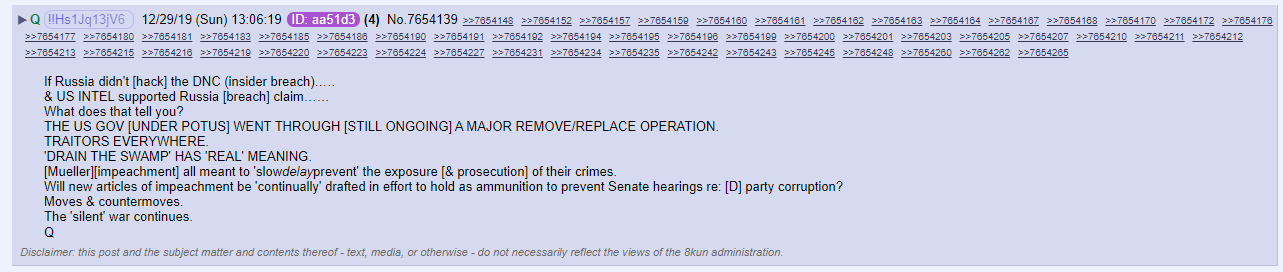 ▶ Q !!Hs1Jq13jV6 12/29/19 (Sun) 13:06:19 ID: aa51d3 (4) No.7654139 >>7654148 >>7654152 >>7654157 >>7654159 >>7654160 >>7654161 >>7654162 >>7654163 >>7654164 >>7654167 >>7654168 >>7654170 >>7654172 >>7654176
>>7654177 >>7654180 >>7654181 >>7654183 >>7654185 >>7654186 >>7654190 >>7654191 >>7654192 >>7654194 >>7654195 >>7654196 >>7654199 >>7654200 >>7654201 >>7654203 >>7654205 >>7654207 >>7654210 >>7654211 >>7654212
>>7654213 >>7654215 >>7654216 >>7654219 >>7654220 >>7654223 >>7654224 >>7654227 >>7654231 >>7654234 >>7654235 >>7654242 >>7654243 >>7654245 >>7654248 >>7654260 >>7654262 >>7654265
If Russia didn't [hack] the DNC (insider breach).….
& US INTEL supported Russia [breach] claim……
What does that tell you?
THE US GOV [UNDER POTUS] WENT THROUGH [STILL ONGOING] A MAJOR REMOVE/REPLACE OPERATION.
TRAITORS EVERYWHERE.
'DRAIN THE SWAMP' HAS 'REAL' MEANING.
[Mueller][impeachment] all meant to 'slowdelayprevent' the exposure [& prosecution] of their crimes.
Will new articles of impeachment be 'continually' drafted in effort to hold as ammunition to prevent Senate hearings re: [D] party corruption?
Moves & countermoves.
The 'silent' war continues.
Q
Disclaimer: this post and the subject matter and contents thereof - text, media, or otherwise - do not necessarily reflect the views of the 8kun administration.